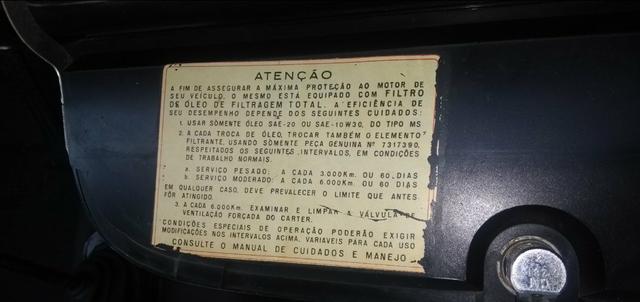 ATENÇÃO
A FIM DE ASSEGURAR A MÁXIMA PROTEÇÃO AO MOTOR DE
SEU VEÍCULO, O MESMO ESTÁ EQUIPADO COM FILTRO
DE ÓLEO DE FILTRAGEM TOTAL. A EFICIÊNCIA DE
SEU DESEMPENHO DEPENDE DOS SEGUINTES CUIDADOS:
1. USAR SÒMENTE ÓLEO SAE-20 OU SAE-10W30, DO TIPO MS
2. A CADA TROCA DE ÓLEO, TROCAR TAMBÉM O ELEMENTO
FILTRANTE, USANDO SÒMENTE PEÇA GENUÍNA Nº 7317390,
RESPEITADOS OS SEGUINTES INTERVALOS, EM CONDIÇÕES
DE TRABALHO NORMAIS.
a. SERVIÇO PESADO: A CADA 3.000Km. OU 60 DIAS
b. SERVIÇO MODERADO: A CADA 6.000Km. OU 60 DIAS
EM QUALQUER CASO, DEVE PREVALECER O LIMITE QUE ANTES
FÔR ATINGIDO.
3. A CADA 6.000Km. EXAMINAR E LIMPAR A VÁLVULA DE
VENTILAÇÃO FORÇADA DO CARTER.
CONDIÇÕES ESPECIAIS DE OPERAÇÃO PODERÃO EXIGIR
MODIFICAÇÕES NOS INTERVALOS ACIMA, VARIAVEIS PARA CADA USO
CONSULTE O MANUAL DE CUIDADOS E MANEJO